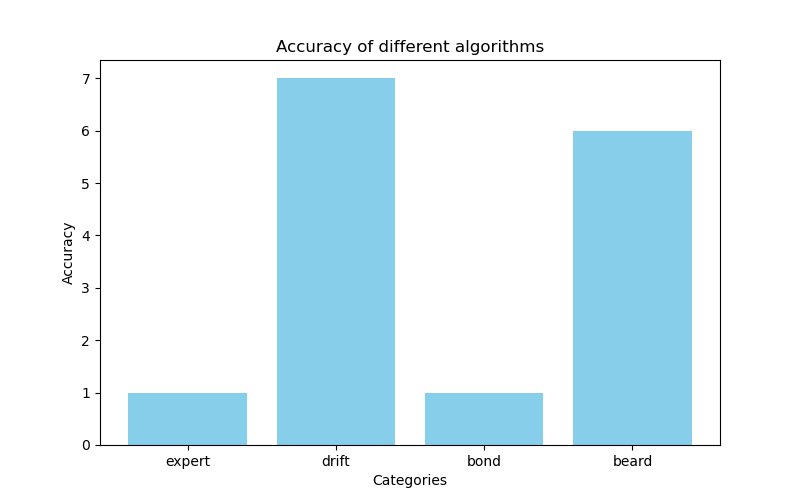 Accuracy of different algorithms
7
6
5
4
3
2
1
0
Accuracy
expert drift bond beard
Categories